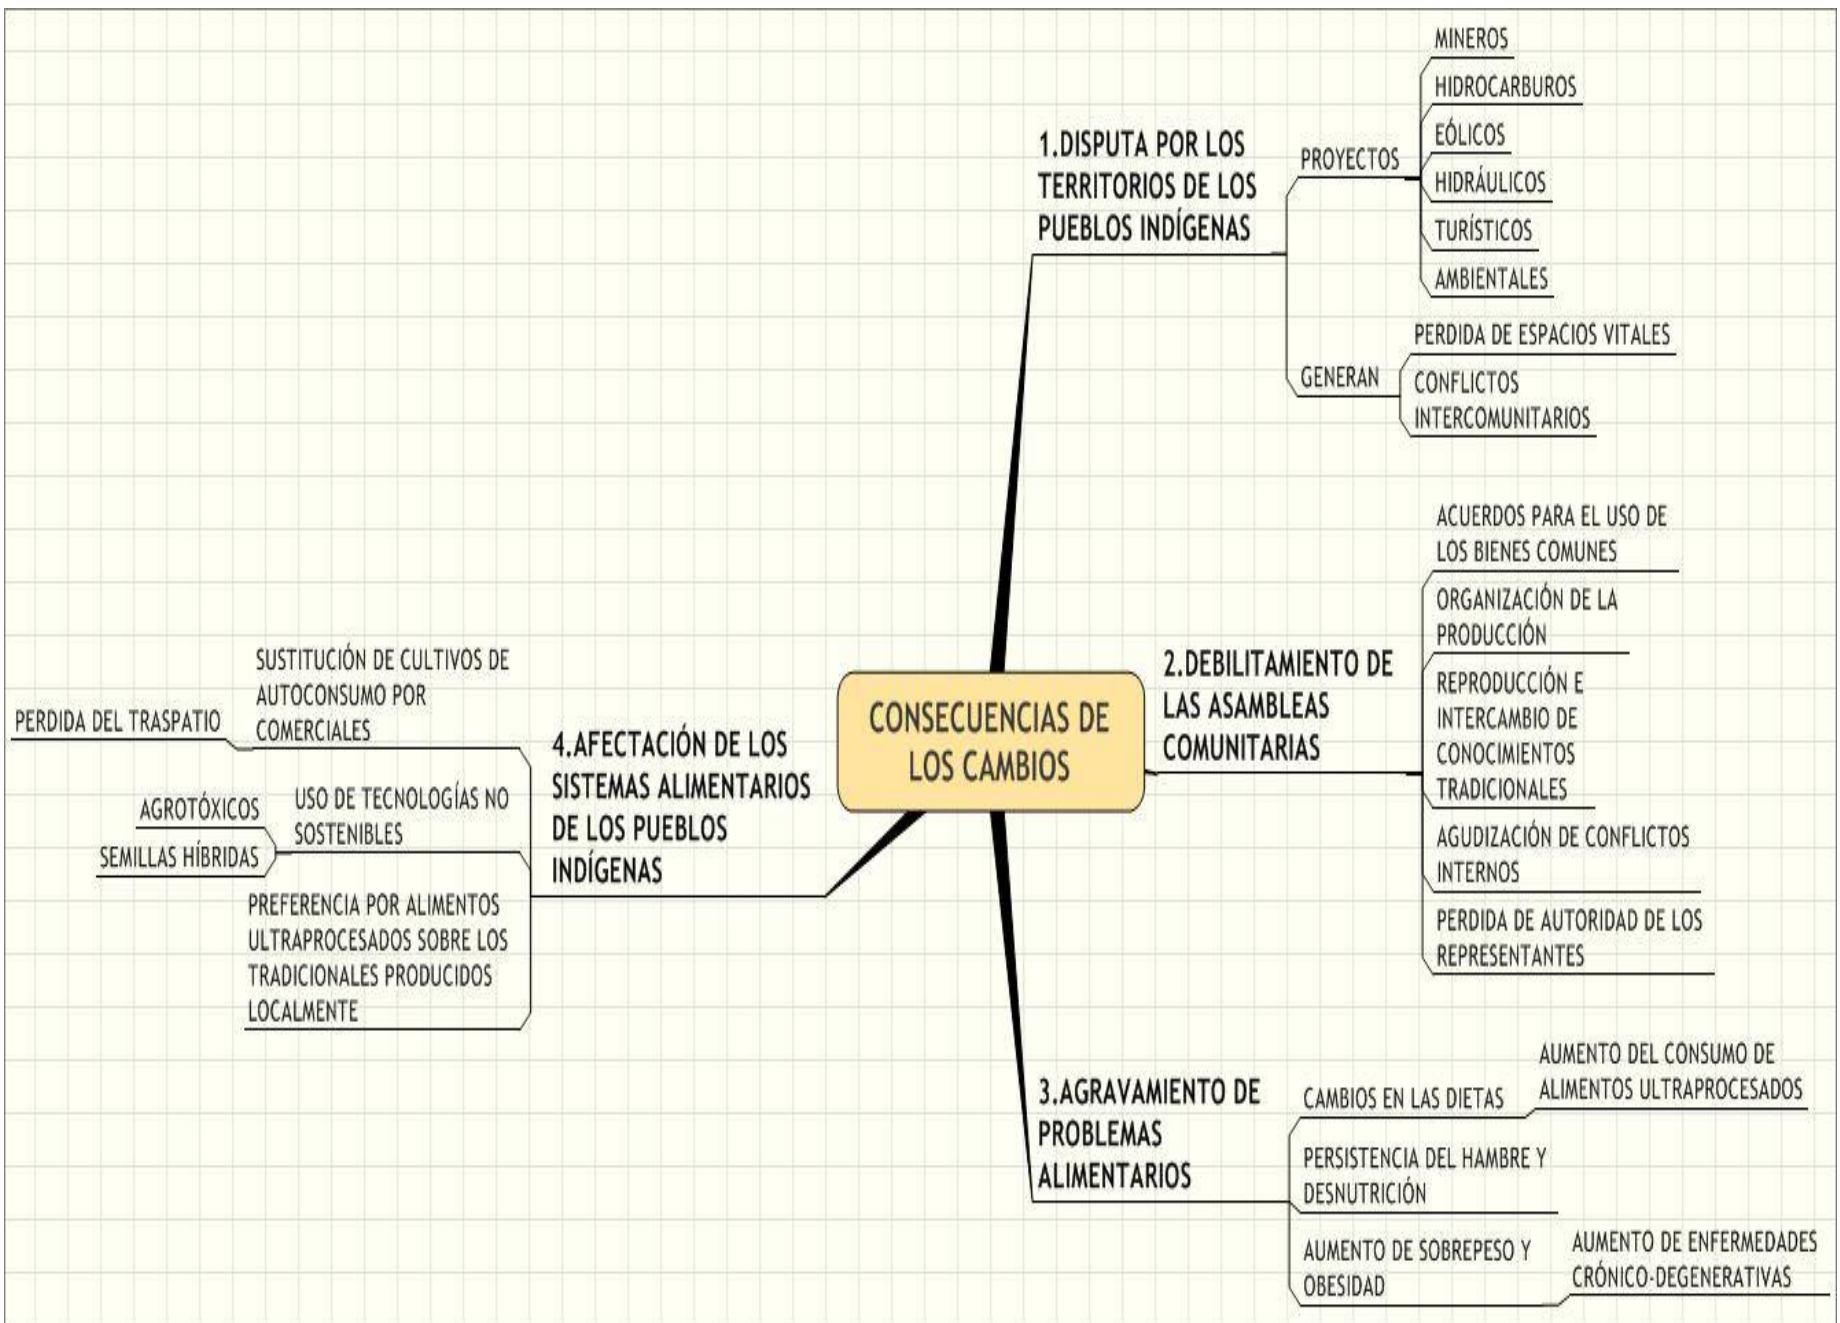 CONSECUENCIAS DE
LOS CAMBIOS
1.DISPUTA POR LOS
TERRITORIOS DE LOS
PUEBLOS INDÍGENAS
PROYECTOS
MINEROS
HIDROCARBUROS
EÓLICOS
HIDRÁULICOS
TURÍSTICOS
AMBIENTALES
GENERAN
PERDIDA DE ESPACIOS VITALES
CONFLICTOS
INTERCOMUNITARIOS
2.DEBILITAMIENTO DE
LAS ASAMBLEAS
COMUNITARIAS
ACUERDOS PARA EL USO DE
LOS BIENES COMUNES
ORGANIZACIÓN DE LA
PRODUCCIÓN
REPRODUCCIÓN E
INTERCAMBIO DE
CONOCIMIENTOS
TRADICIONALES
AGUDIZACIÓN DE CONFLICTOS
INTERNOS
PERDIDA DE AUTORIDAD DE LOS
REPRESENTANTES
3.AGRAVAMIENTO DE
PROBLEMAS
ALIMENTARIOS
CAMBIOS EN LAS DIETAS
AUMENTO DEL CONSUMO DE
ALIMENTOS ULTRAPROCESADOS
PERSISTENCIA DEL HAMBRE Y
DESNUTRICIÓN
AUMENTO DE SOBREPESO Y
OBESIDAD
AUMENTO DE ENFERMEDADES
CRÓNICO-DEGENERATIVAS
4.AFECTACIÓN DE LOS
SISTEMAS ALIMENTARIOS
DE LOS PUEBLOS
INDÍGENAS
SUSTITUCIÓN DE CULTIVOS DE
AUTOCONSUMO POR
COMERCIALES
PERDIDA DEL TRASPATIO
USO DE TECNOLOGÍAS NO
SOSTENIBLES
AGROTÓXICOS
SEMILLAS HÍBRIDAS
PREFERENCIA POR ALIMENTOS
ULTRAPROCESADOS SOBRE LOS
TRADICIONALES PRODUCIDOS
LOCALMENTE